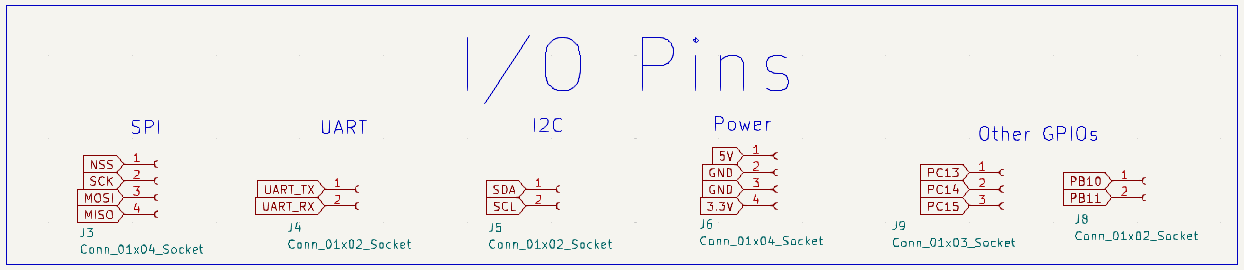 I/O Pins
SPI
NSS 1
SCK 2
MOSI 3
MISO 4
J3
Conn_01x04_Socket
UART
UART_TX 1
UART_RX 2
J4
Conn_01x02_Socket
I2C
SDA 1
SCL 2
J5
Conn_01x02_Socket
Power
5V 1
GND 2
GND 3
3.3V 4
J6
Conn_01x04_Socket
Other GPIOs
PC13 1
PC14 2
PC15 3
J9
Conn_01x03_Socket
PB10 1
PB11 2
J8
Conn_01x02_Socket